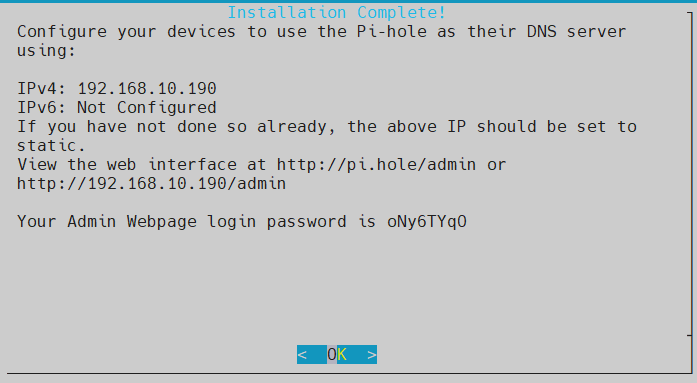 Installation Complete!
Configure your devices to use the Pi-hole as their DNS server
using:
IPv4: 192.168.10.190
IPv6: Not Configured
If you have not done so already, the above IP should be set to
static.
View the web interface at http://pi.hole/admin or
http://192.168.10.190/admin
Your Admin Webpage login password is oNy6TYqO
< OK >